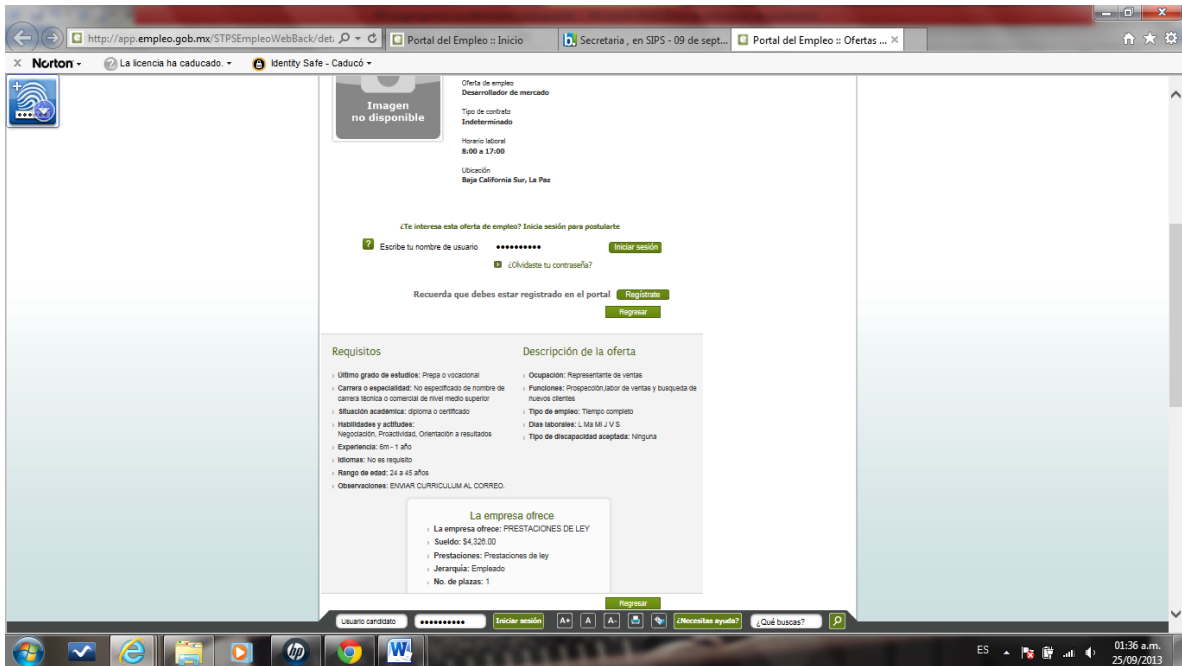 http://app.empleo.gob.mx/STPSEmpleoWebBack/det
Portal del Empleo :: Inicio
Secretaria , en SIPS - 09 de sept...
Portal del Empleo :: Ofertas ...
Norton
La licencia ha caducado.
Identity Safe - Caducó
Imagen
no disponible
Oferta de empleo
Desarrollador de mercado
Tipo de contrato
Indeterminado
Horario laboral
8:00 a 17:00
Ubicación
Baja California Sur, La Paz
¿Te interesa esta oferta de empleo? Inicia sesión para postularte
? Escribe tu nombre de usuario •••••••••• Iniciar sesión
¿Olvidaste tu contraseña?
Recuerda que debes estar registrado en el portal Regístrate
Regresar
Requisitos
Último grado de estudios: Prepa o vocacional
Carrera o especialidad: No especificado de nombre de
carrera técnica o comercial de nivel medio superior
Situación académica: diploma o certificado
Habilidades y actitudes:
Negociación, Proactividad, Orientación a resultados
Experiencia: 6m - 1 año
Idiomas: No es requisito
Rango de edad: 24 a 45 años
Observaciones: ENVIAR CURRICULUM AL CORREO.
Descripción de la oferta
Ocupación: Representante de ventas
Funciones: Prospección,labor de ventas y busqueda de
nuevos clientes
Tipo de empleo: Tiempo completo
Días laborales: L Ma Mi J V S
Tipo de discapacidad aceptada: Ninguna
La empresa ofrece
La empresa ofrece: PRESTACIONES DE LEY
Sueldo: $4,326.00
Prestaciones: Prestaciones de ley
Jerarquía: Empleado
No. de plazas: 1
Regresar
Usuario candidato •••••••••• Iniciar sesión A+ A A- ¿Necesitas ayuda? ¿Qué buscas?
ES
01:36 a.m.
25/09/2013